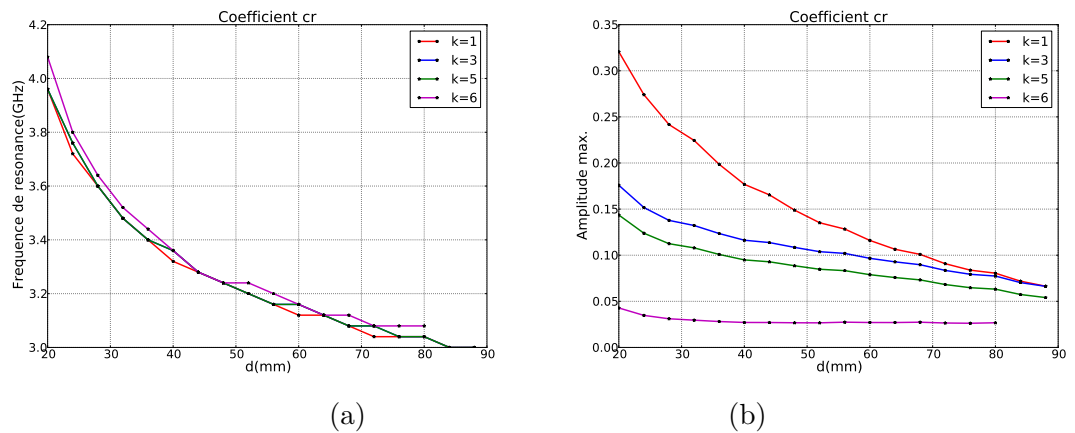 Coefficient cr
4.2
4.0
3.8
3.6
3.4
3.2
3.0
Frequence de resonance(GHz)
20 30 40 50 60 70 80 90
d(mm)
k=1
k=3
k=5
k=6
(a)
Coefficient cr
0.35
0.30
0.25
0.20
0.15
0.10
0.05
0.00
Amplitude max.
20 30 40 50 60 70 80 90
d(mm)
k=1
k=3
k=5
k=6
(b)